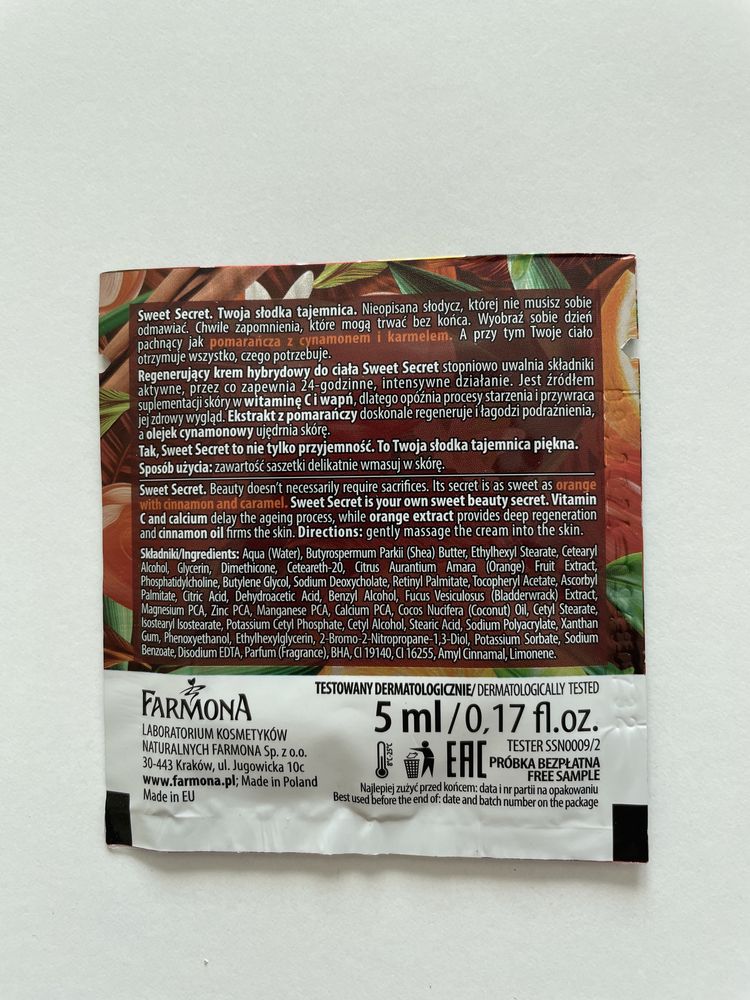 Sweet Secret. Twoja słodka tajemnica. Nieopisana słodycz, której nie musisz sobie
odmawiać. Chwile zapomnienia, które mogą trwać bez końca. Wyobraź sobie dzień
pachnący jak pomarańcza z cynamonem i karmelem. A przy tym Twoje ciało
otrzymuje wszystko, czego potrzebuje.
Regenerujący krem hybrydowy do ciała Sweet Secret stopniowo uwalnia składniki
aktywne, przez co zapewnia 24-godzinne, intensywne działanie. Jest źródłem
suplementacji skóry w witaminę C i wapń, dlatego opóźnia procesy starzenia i przywraca
jej zdrowy wygląd. Ekstrakt z pomarańczy doskonale regeneruje i łagodzi podrażnienia,
a olejek cynamonowy ujędrnia skórę.
Tak, Sweet Secret to nie tylko przyjemność. To Twoja słodka tajemnica piękna.
Sposób użycia: zawartość saszetki delikatnie wmasuj w skórę.
Sweet Secret. Beauty doesn't necessarily require sacrifices. Its secret is as sweet as orange
with cinnamon and caramel. Sweet Secret is your own sweet beauty secret. Vitamin
C and calcium delay the ageing process, while orange extract provides deep regeneration
and cinnamon oil firms the skin. Directions: gently massage the cream into the skin.
Składniki/Ingredients: Aqua (Water), Butyrospermum Parkii (Shea) Butter, Ethylhexyl Stearate, Cetearyl
Alcohol, Glycerin, Dimethicone, Ceteareth-20, Citrus Aurantium Amara (Orange) Fruit Extract,
Phosphatidylcholine, Butylene Glycol, Sodium Deoxycholate, Retinyl Palmitate, Tocopheryl Acetate, Ascorbyl
Palmitate, Citric Acid, Dehydroacetic Acid, Benzyl Alcohol, Fucus Vesiculosus (Bladderwrack) Extract,
Magnesium PCA, Zinc PCA, Manganese PCA, Calcium PCA, Cocos Nucifera (Coconut) Oil, Cetyl Stearate,
Isostearyl Isostearate, Potassium Cetyl Phosphate, Cetyl Alcohol, Stearic Acid, Sodium Polyacrylate, Xanthan
Gum, Phenoxyethanol, Ethylhexylglycerin, 2-Bromo-2-Nitropropane-1,3-Diol, Potassium Sorbate, Sodium
Benzoate, Disodium EDTA, Parfum (Fragrance), BHA, CI 19140, CI 16255, Amyl Cinnamal, Limonene.
FARMONA
LABORATORIUM KOSMETYKÓW
NATURALNYCH FARMONA Sp. z o.o.
30-443 Kraków, ul. Jugowicka 10c
www.farmona.pl; Made in Poland
Made in EU
TESTOWANY DERMATOLOGICZNIE/ DERMATOLOGICALLY TESTED
5 ml/0,17 fl.oz.
TESTER SSN0009/2
8°C-25°C
EAC
PRÓBKA BEZPŁATNA
FREE SAMPLE
Najlepiej zużyć przed końcem: data i nr partii na opakowaniu
Best used before the end of: date and batch number on the package